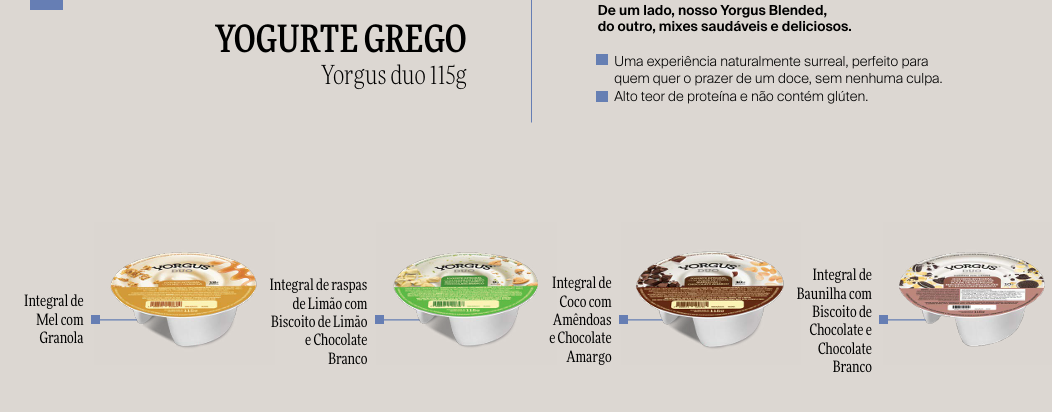 YOGURTE GREGO
Yorgus duo 115g
De um lado, nosso Yorgus Blended,
do outro, mixes saudáveis e deliciosos.
Uma experiência naturalmente surreal, perfeito para
quem quer o prazer de um doce, sem nenhuma culpa.
Alto teor de proteína e não contém glúten.
Integral de
Mel com
Granola
YORGUS
DUO
Integral de raspas
de Limão com
Biscoito de Limão
e Chocolate
Branco
YORGUS
DUO
Integral de
Coco com
Amêndoas
e Chocolate
Amargo
YORGUS
DUO
Integral de
Baunilha com
Biscoito de
Chocolate e
Chocolate
Branco
YORGUS
DUO